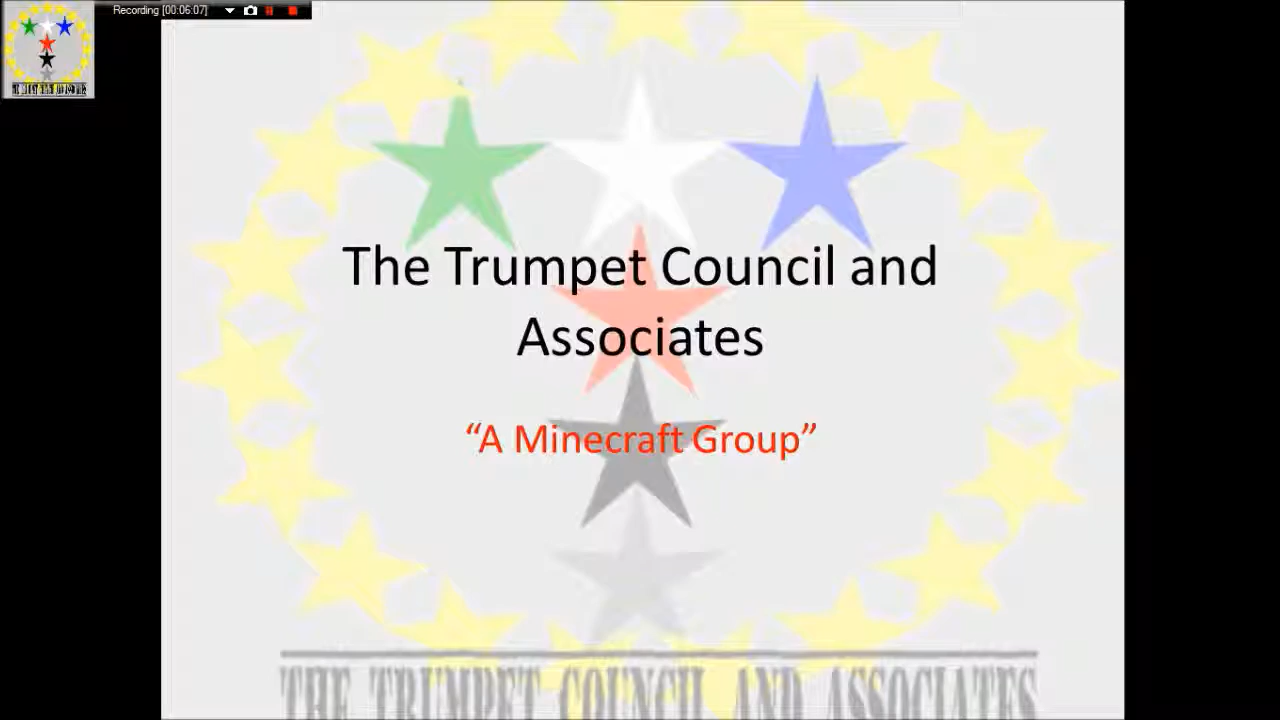 Recording [00:06:07]
The Trumpet Council and
Associates
“A Minecraft Group”
THE TRUMPET COUNCIL AND ASSOCIATES